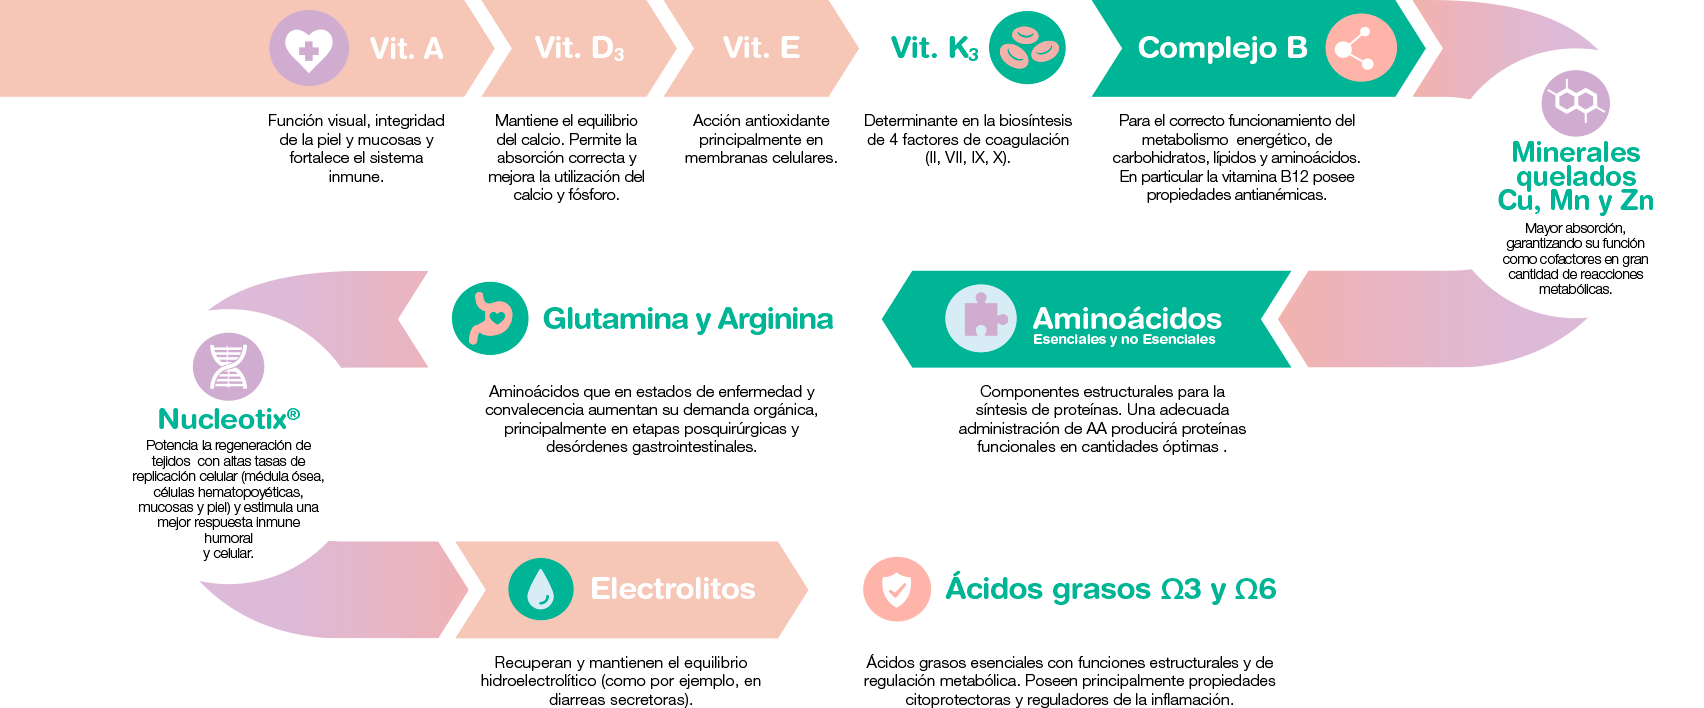 Vit. A
Función visual, integridad
de la piel y mucosas y
fortalece el sistema
inmune.
Vit. D3
Mantiene el equilibrio
del calcio. Permite la
absorción correcta y
mejora la utilización del
calcio y fósforo.
Vit. E
Acción antioxidante
principalmente en
membranas celulares.
Vit. K3
Determinante en la biosíntesis
de 4 factores de coagulación
(II, VII, IX, X).
Complejo B
Para el correcto funcionamiento del
metabolismo energético, de
carbohidratos, lípidos y aminoácidos.
En particular la vitamina B12 posee
propiedades antianémicas.
Minerales
quelados
Cu, Mn y Zn
Mayor absorción,
garantizando su función
como cofactores en gran
cantidad de reacciones
metabólicas.
Aminoácidos
Esenciales y no Esenciales
Componentes estructurales para la
síntesis de proteínas. Una adecuada
administración de AA producirá proteínas
funcionales en cantidades óptimas .
Glutamina y Arginina
Aminoácidos que en estados de enfermedad y
convalecencia aumentan su demanda orgánica,
principalmente en etapas posquirúrgicas y
desórdenes gastrointestinales.
Nucleotix®
Potencia la regeneración de
tejidos con altas tasas de
replicación celular (médula ósea,
células hematopoyéticas,
mucosas y piel) y estimula una
mejor respuesta inmune
humoral
y celular.
Electrolitos
Recuperan y mantienen el equilibrio
hidroelectrolítico (como por ejemplo, en
diarreas secretoras).
Ácidos grasos Ω3 y Ω6
Ácidos grasos esenciales con funciones estructurales y de
regulación metabólica. Poseen principalmente propiedades
citoprotectoras y reguladores de la inflamación.